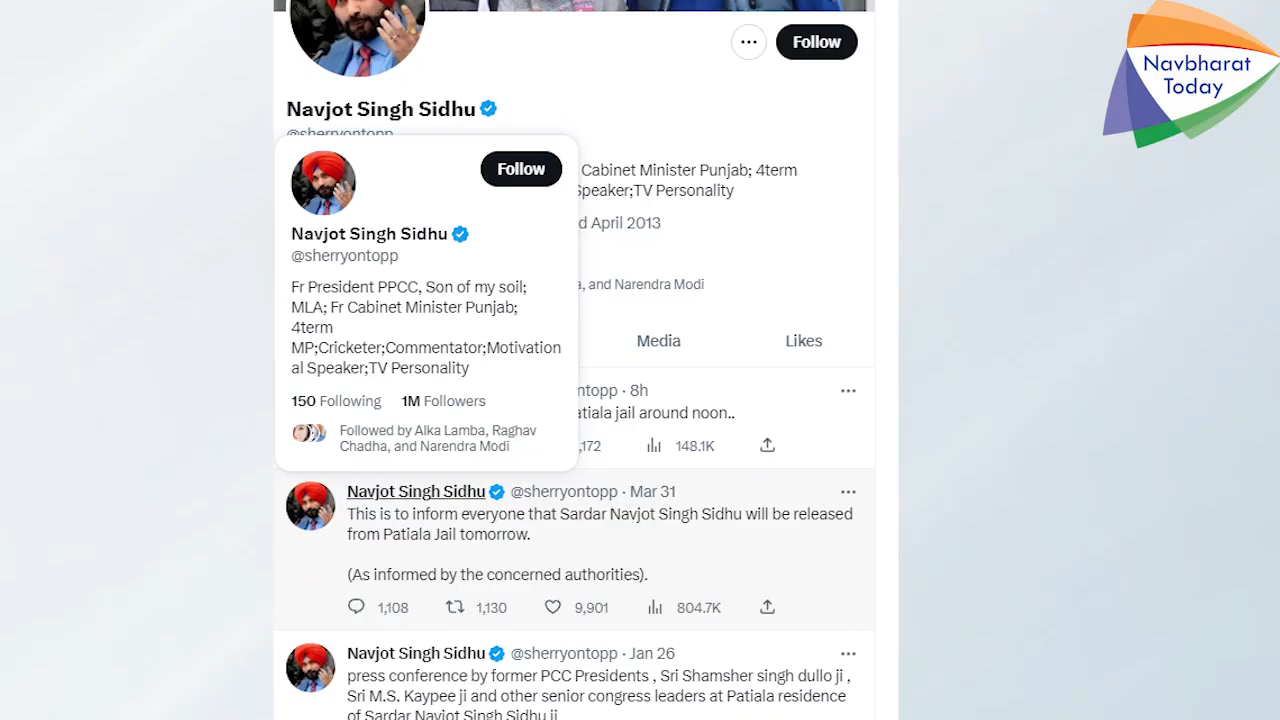 Navbharat
Today
Follow
Navjot Singh Sidhu
@sherryontopp
Cabinet Minister Punjab; 4term
Speaker;TV Personality
April 2013
, and Narendra Modi
Follow
Navjot Singh Sidhu
@sherryontopp
Fr President PPCC, Son of my soil;
MLA; Fr Cabinet Minister Punjab;
4term
MP;Cricketer;Commentator;Motivation
al Speaker;TV Personality
150 Following 1M Followers
Followed by Alka Lamba, Raghav
Chadha, and Narendra Modi
Media Likes
ntopp · 8h
atiala jail around noon..
,172 148.1K
Navjot Singh Sidhu @sherryontopp · Mar 31
This is to inform everyone that Sardar Navjot Singh Sidhu will be released
from Patiala Jail tomorrow.
(As informed by the concerned authorities).
1,108 1,130 9,901 804.7K
Navjot Singh Sidhu @sherryontopp · Jan 26
press conference by former PCC Presidents , Sri Shamsher singh dullo ji ,
Sri M.S. Kaypee ji and other senior congress leaders at Patiala residence
of Sardar Navjot Singh Sidhu ji